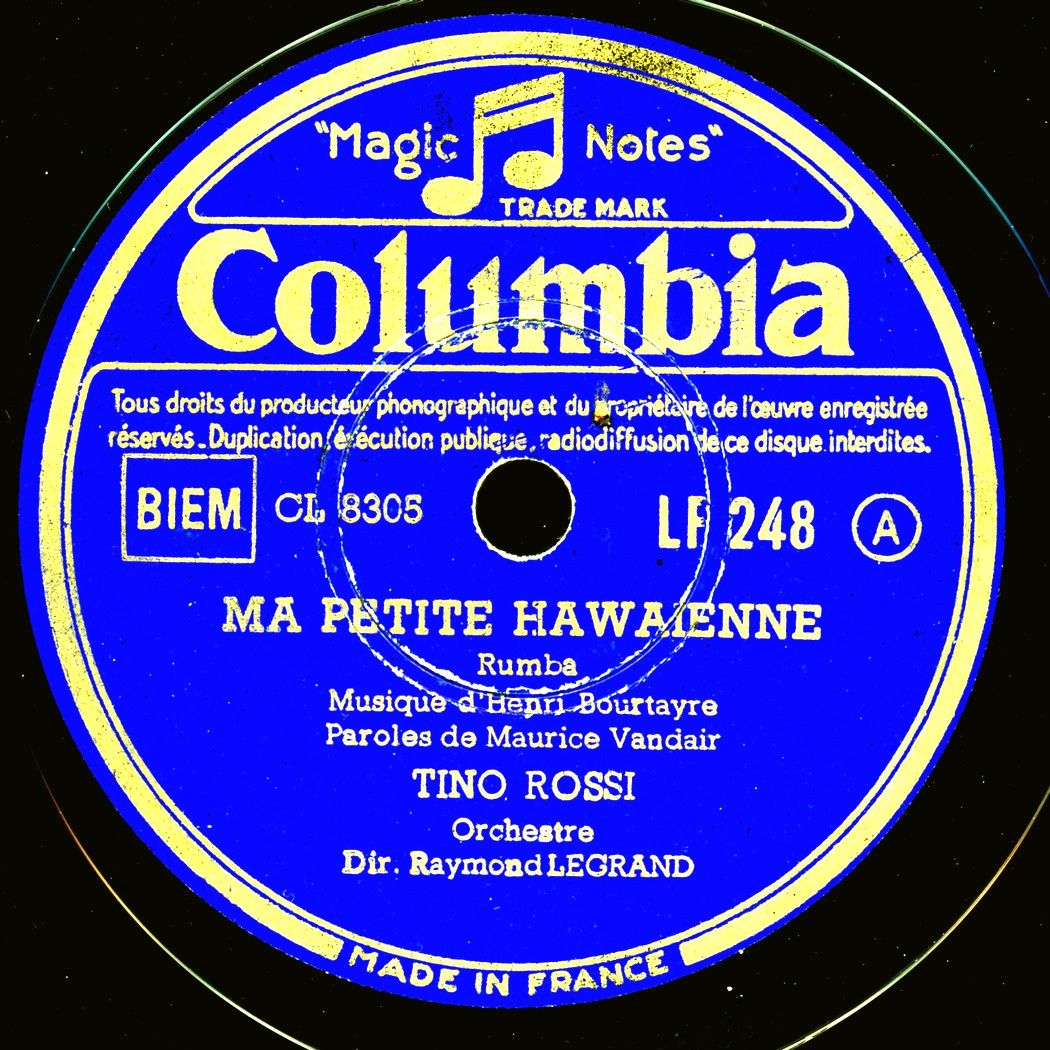 "Magic Notes"
TRADE MARK
Columbia
Tous droits du producteur phonographique et du propriétaire de l'œuvre enregistrée
réservés. Duplication, éxécution publique, radiodiffusion de ce disque interdites.
BIEM CL 8305 LF 248 A
MA PETITE HAWAIENNE
Rumba
Musique d'Henri Bourtayre
Paroles de Maurice Vandair
TINO ROSSI
Orchestre
Dir. Raymond LEGRAND
MADE IN FRANCE